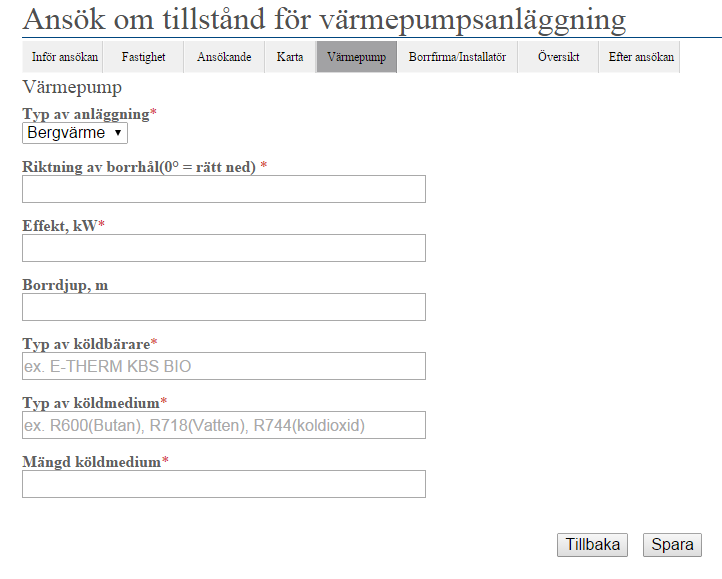 Ansök om tillstånd för värmepumpsanläggning
Inför ansökan Fastighet Ansökande Karta Värmepump Borrfirma/Installatör Översikt Efter ansökan
Värmepump
Typ av anläggning*
Bergvärme
Riktning av borrhål(0° = rätt ned) *
Effekt, kW*
Borrdjup, m
Typ av köldbärare*
ex. E-THERM KBS BIO
Typ av köldmedium*
ex. R600(Butan), R718(Vatten), R744(koldioxid)
Mängd köldmedium*
Tillbaka Spara